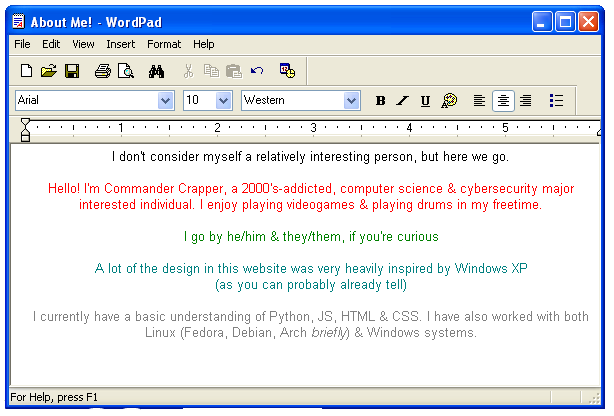 About Me! - WordPad
File Edit View Insert Format Help
Arial 10 Western B I U
1 2 3 4 5
I don't consider myself a relatively interesting person, but here we go.
Hello! I'm Commander Crapper, a 2000's-addicted, computer science & cybersecurity major
interested individual. I enjoy playing videogames & playing drums in my freetime.
I go by he/him & they/them, if you're curious
A lot of the design in this website was very heavily inspired by Windows XP
(as you can probably already tell)
I currently have a basic understanding of Python, JS, HTML & CSS. I have also worked with both
Linux (Fedora, Debian, Arch briefly) & Windows systems.
For Help, press F1